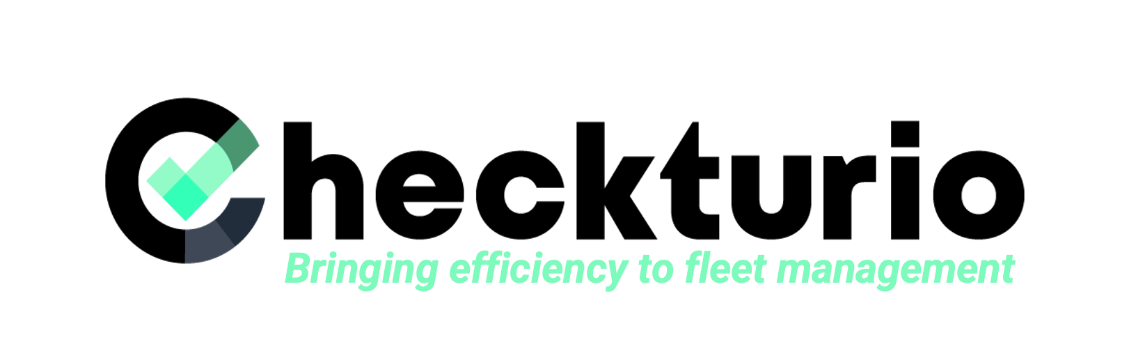 Checkturio
Bringing efficiency to fleet management